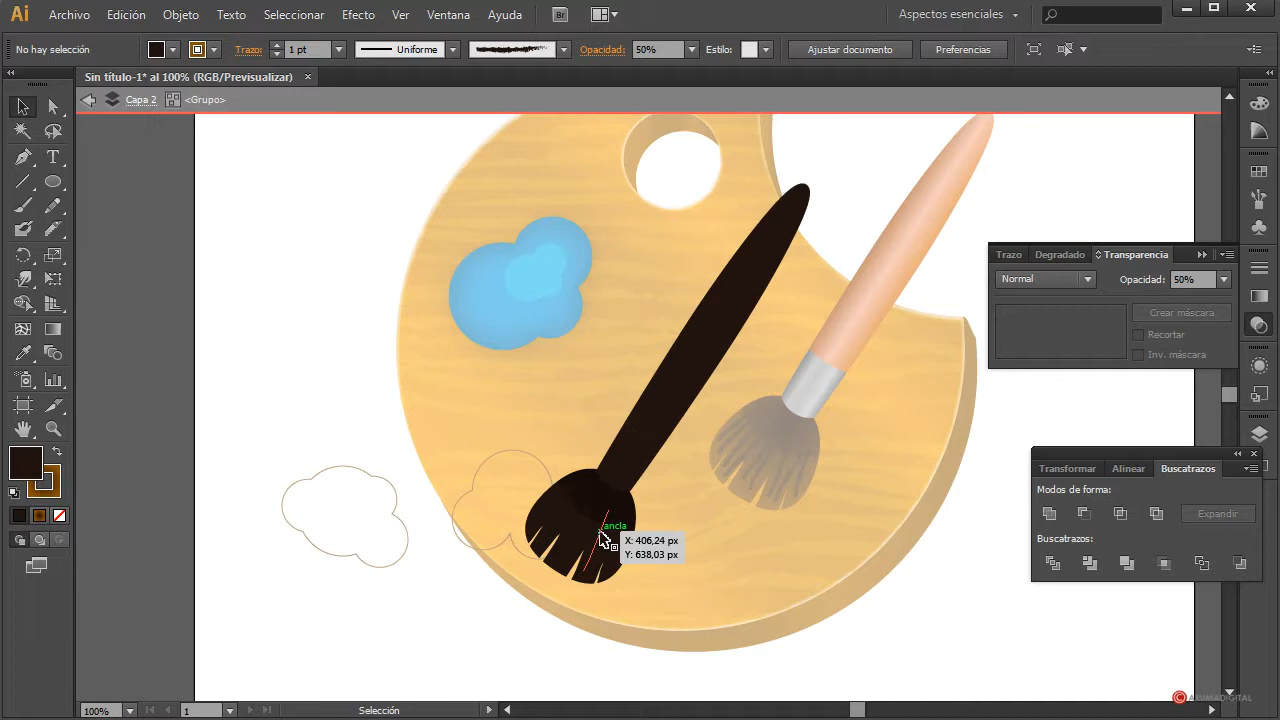 Ai Archivo Edición Objeto Texto Seleccionar Efecto Ver Ventana Ayuda Br Aspectos esenciales
No hay selección Trazo: 1 pt Uniforme Opacidad: 50% Estilo: Ajustar documento Preferencias
Sin título-1* al 100% (RGB/Previsualizar)
Capa 2 <Grupo>
Trazo Degradado Transparencia
Normal Opacidad: 50%
Crear máscara
Recortar
Inv. máscara
Transformar Alinear Buscatrazos
Modos de forma:
Expandir
Buscatrazos:
ancla
X: 406,24 px
Y: 638,03 px
100% 1 Selección